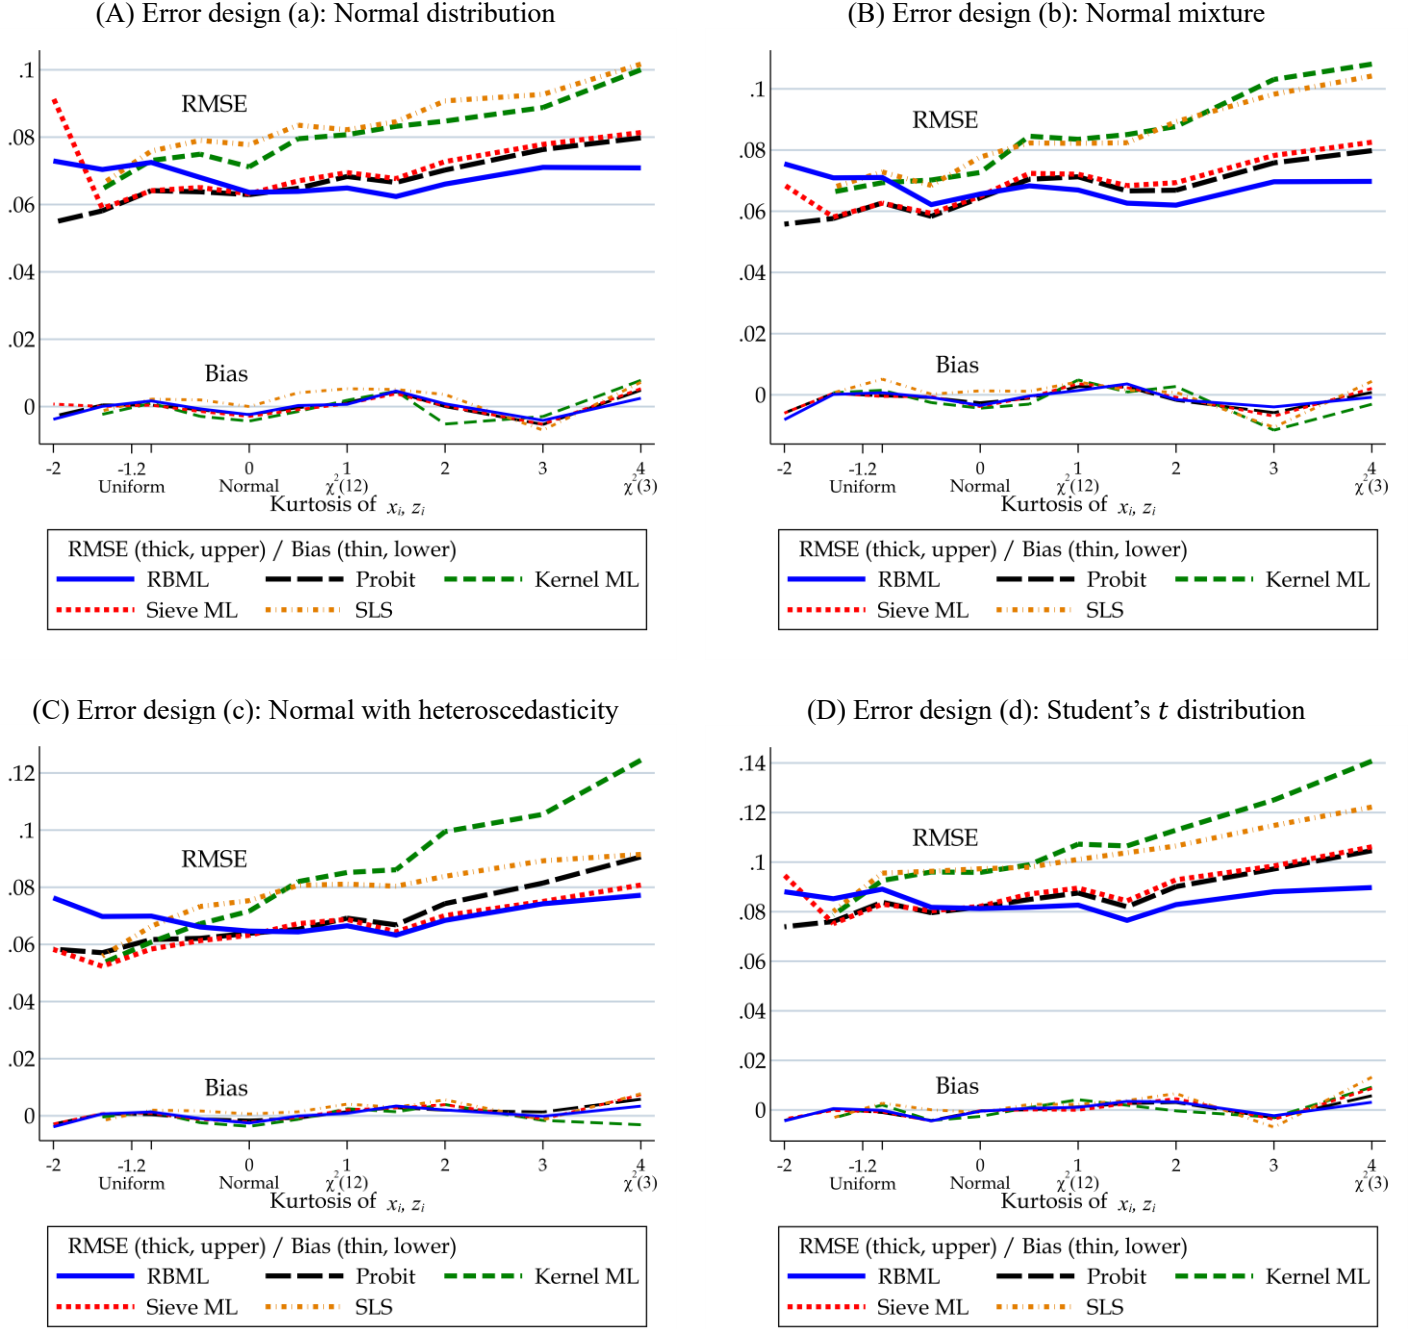 (A) Error design (a): Normal distribution
.1
.08
.06
.04
.02
0
RMSE
Bias
-2 -1.2 0 1 2 3 4
Uniform Normal χ²(12) χ²(3)
Kurtosis of xᵢ, zᵢ
RMSE (thick, upper) / Bias (thin, lower)
RBML Probit Kernel ML
Sieve ML SLS
(B) Error design (b): Normal mixture
.1
.08
.06
.04
.02
0
RMSE
Bias
-2 -1.2 0 1 2 3 4
Uniform Normal χ²(12) χ²(3)
Kurtosis of xᵢ, zᵢ
RMSE (thick, upper) / Bias (thin, lower)
RBML Probit Kernel ML
Sieve ML SLS
(C) Error design (c): Normal with heteroscedasticity
.12
.1
.08
.06
.04
.02
0
RMSE
Bias
-2 -1.2 0 1 2 3 4
Uniform Normal χ²(12) χ²(3)
Kurtosis of xᵢ, zᵢ
RMSE (thick, upper) / Bias (thin, lower)
RBML Probit Kernel ML
Sieve ML SLS
(D) Error design (d): Student’s t distribution
.14
.12
.1
.08
.06
.04
.02
0
RMSE
Bias
-2 -1.2 0 1 2 3 4
Uniform Normal χ²(12) χ²(3)
Kurtosis of xᵢ, zᵢ
RMSE (thick, upper) / Bias (thin, lower)
RBML Probit Kernel ML
Sieve ML SLS